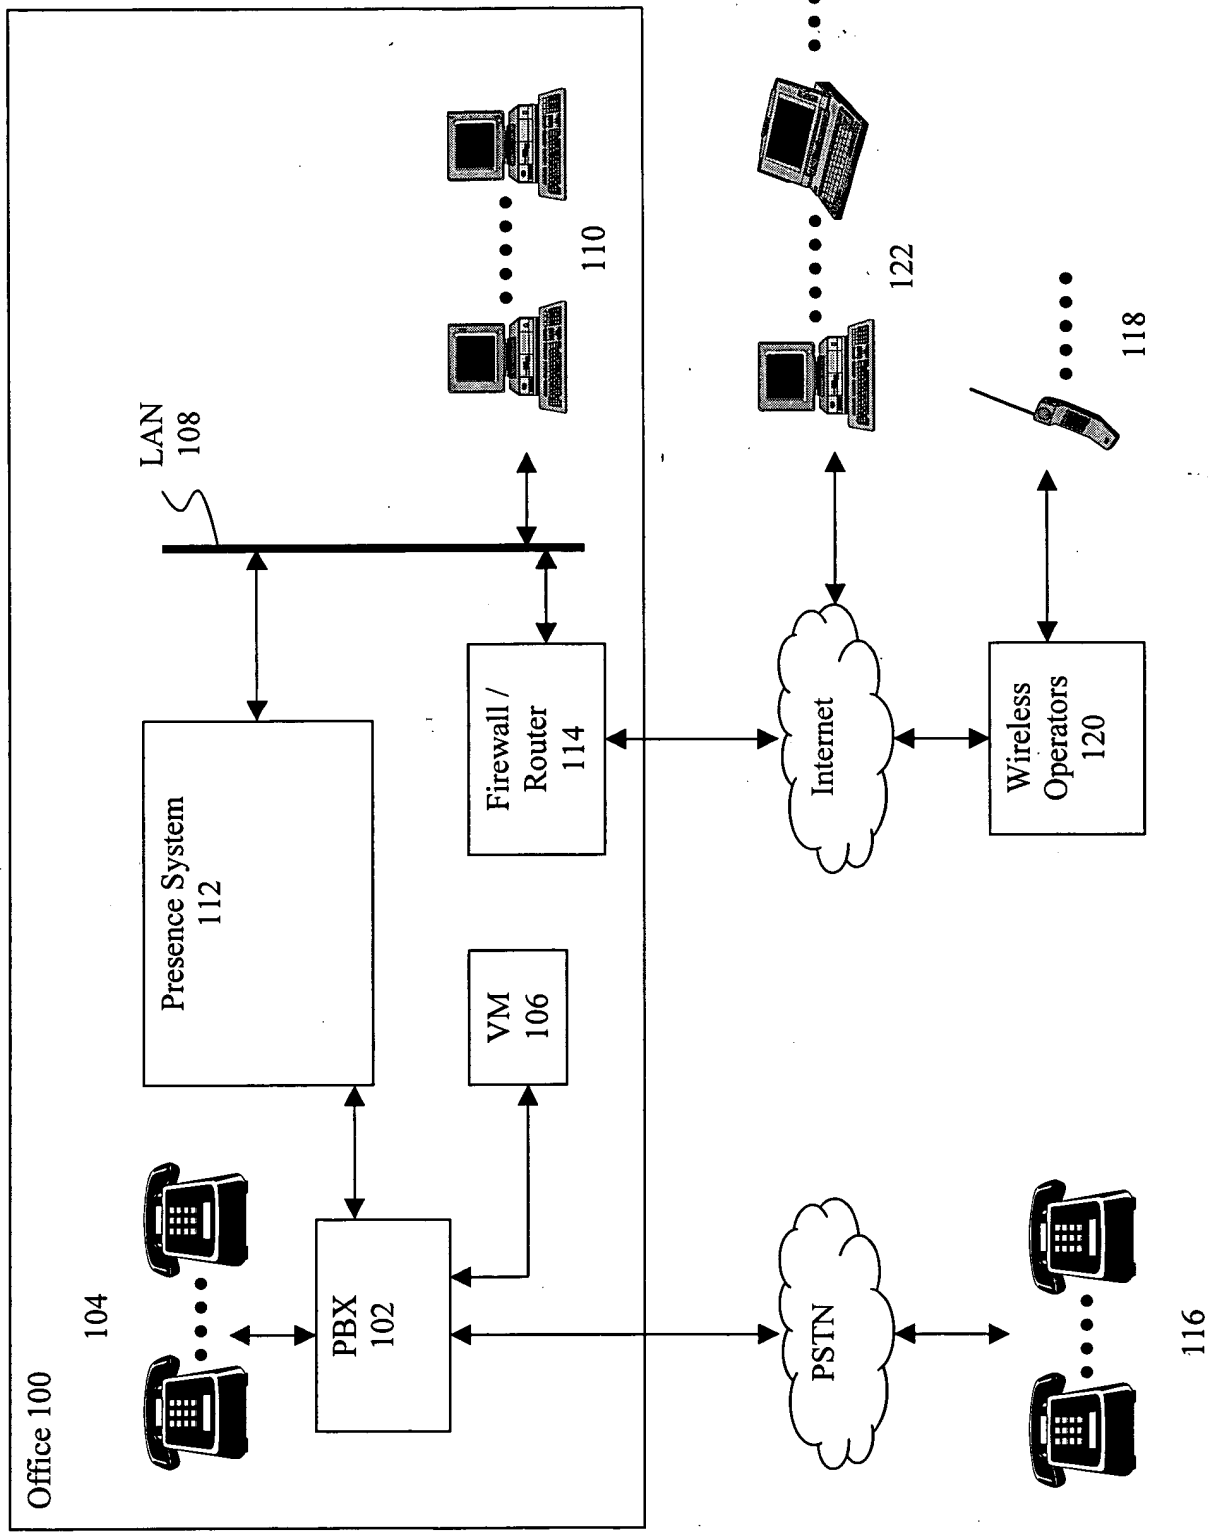 Office 100
104
PBX
102
Presence System
112
LAN
108
VM
106
Firewall /
Router
114
110
PSTN
Internet
122
116
Wireless
Operators
120
118